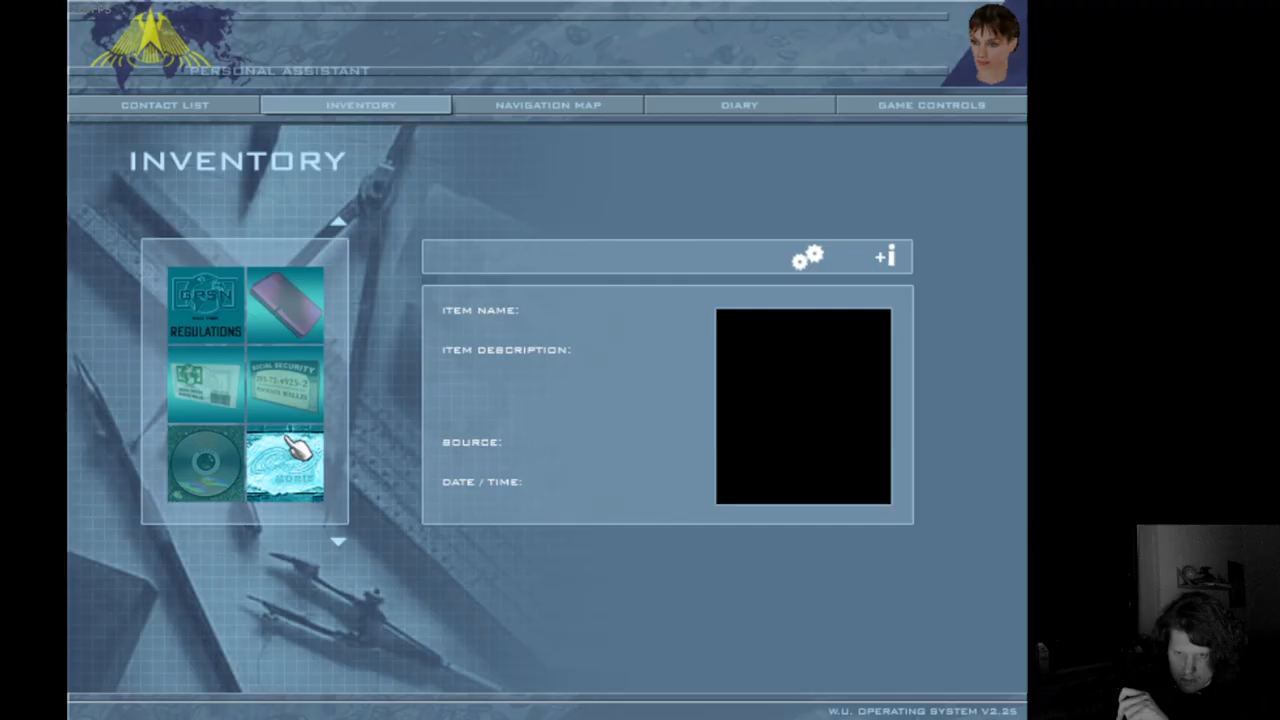 PERSONAL ASSISTANT
CONTACT LIST
INVENTORY
NAVIGATION MAP
DIARY
GAME CONTROLS
INVENTORY
REGULATIONS
SOCIAL SECURITY
+i
ITEM NAME:
ITEM DESCRIPTION:
SOURCE:
DATE / TIME:
W.U. OPERATING SYSTEM V2.25